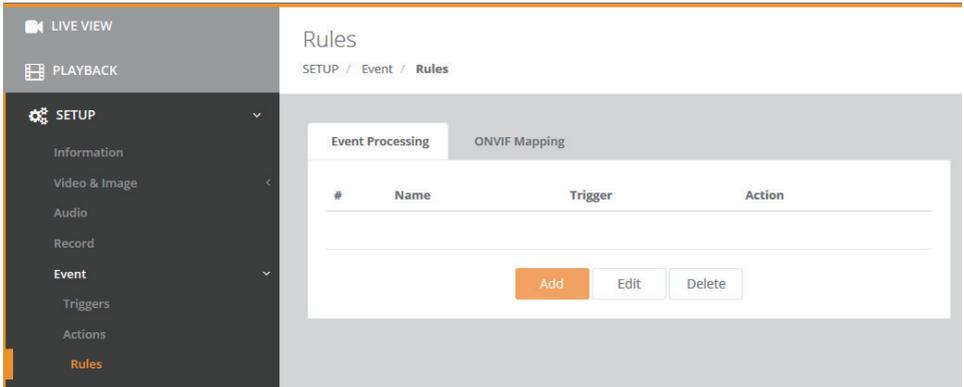 LIVE VIEW
PLAYBACK
SETUP
Information
Video & Image
Audio
Record
Event
Triggers
Actions
Rules
Rules
SETUP / Event / Rules
Event Processing ONVIF Mapping
# Name Trigger Action
Add Edit Delete